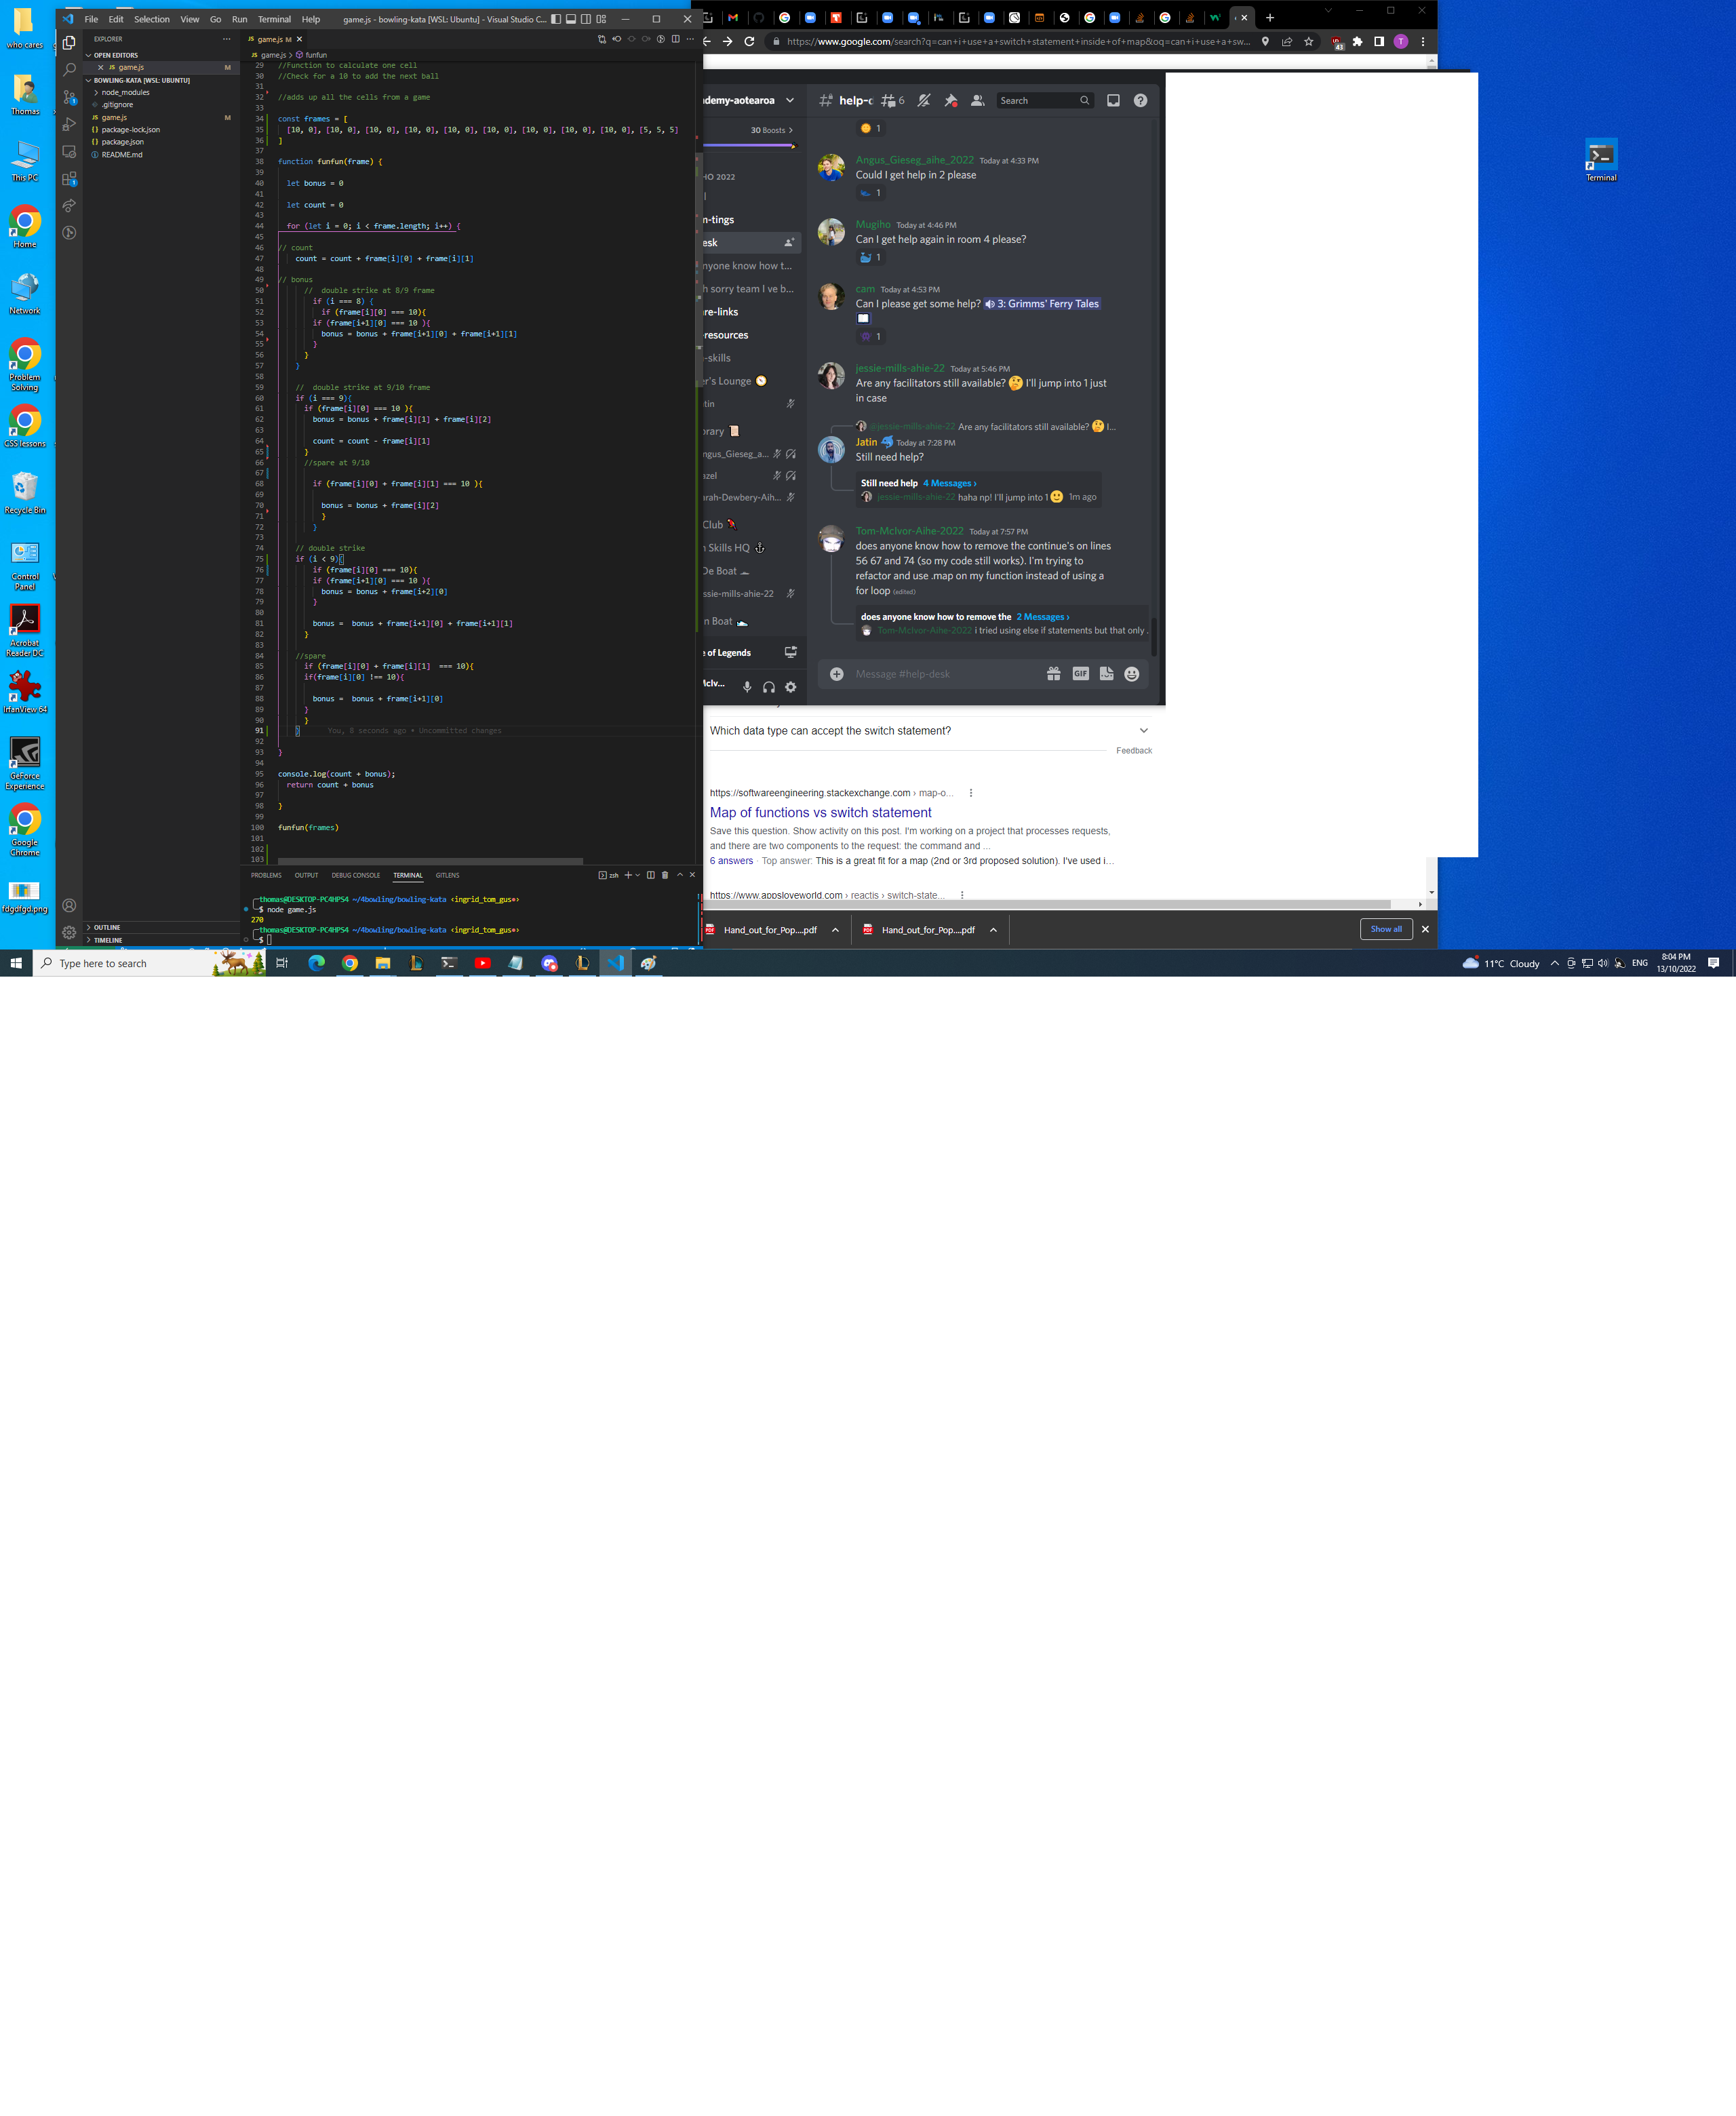 who cares
Thomas
This PC
Home
Network
Problem
Solving
CSS lessons
Recycle Bin
Control
Panel
Acrobat
Reader DC
IrfanView 64
GeForce
Experience
Google
Chrome
fdgdfgd.png
File Edit Selection View Go Run Terminal Help
game.js - bowling-kata [WSL: Ubuntu] - Visual Studio C...
EXPLORER
OPEN EDITORS
JS game.js M
BOWLING-KATA [WSL: UBUNTU]
node_modules
.gitignore
game.js M
package-lock.json
package.json
README.md
OUTLINE
TIMELINE
JS game.js M
JS game.js > funfun
29 //Function to calculate one cell
30 //Check for a 10 to add the next ball
31
32 //adds up all the cells from a game
33
34 const frames = [
35 [10, 0], [10, 0], [10, 0], [10, 0], [10, 0], [10, 0], [10, 0], [10, 0], [10, 0], [5, 5, 5]
36 ]
37
38 function funfun(frame) {
39
40 let bonus = 0
41
42 let count = 0
43
44 for (let i = 0; i < frame.length; i++) {
45
46 // count
47 count = count + frame[i][0] + frame[i][1]
48
49 // bonus
50 // double strike at 8/9 frame
51 if (i === 8) {
52 if (frame[i][0] === 10){
53 if (frame[i+1][0] === 10 ){
54 bonus = bonus + frame[i+1][0] + frame[i+1][1]
55 }
56 }
57 }
58
59 // double strike at 9/10 frame
60 if (i === 9){
61 if (frame[i][0] === 10 ){
62 bonus = bonus + frame[i][1] + frame[i][2]
63
64 count = count - frame[i][1]
65 }
66 //spare at 9/10
67
68 if (frame[i][0] + frame[i][1] === 10 ){
69
70 bonus = bonus + frame[i][2]
71 }
72 }
73
74 // double strike
75 if (i < 9){
76 if (frame[i][0] === 10){
77 if (frame[i+1][0] === 10 ){
78 bonus = bonus + frame[i+2][0]
79 }
80
81 bonus = bonus + frame[i+1][0] + frame[i+1][1]
82 }
83
84 //spare
85 if (frame[i][0] + frame[i][1] === 10){
86 if(frame[i][0] !== 10){
87
88 bonus = bonus + frame[i+1][0]
89 }
90 }
91 } You, 8 seconds ago • Uncommitted changes
92
93 }
94
95 console.log(count + bonus);
96 return count + bonus
97
98 }
99
100 funfun(frames)
101
102
103
PROBLEMS OUTPUT DEBUG CONSOLE TERMINAL GITLENS
zsh
thomas@DESKTOP-PC4HPS4 ~/4bowling/bowling-kata ‹ingrid_tom_gus●›
$ node game.js
270
thomas@DESKTOP-PC4HPS4 ~/4bowling/bowling-kata ‹ingrid_tom_gus●›
$
https://www.google.com/search?q=can+i+use+a+switch+statement+inside+of+map&oq=can+i+use+a+sw...
43
T
demy-aotearoa
30 Boosts >
HO 2022
m-tings
esk
nyone know how t...
h sorry team I ve b...
re-links
resources
-skills
r's Lounge
tin
rary
ngus_Gieseg_a...
zel
rah-Dewbery-Aih...
Club
n Skills HQ
De Boat
ssie-mills-ahie-22
n Boat
e of Legends
McIv...
help-c
6
Search
1
Angus_Gieseg_aihe_2022 Today at 4:33 PM
Could I get help in 2 please
1
Mugiho Today at 4:46 PM
Can I get help again in room 4 please?
1
cam Today at 4:53 PM
Can I please get some help? 3: Grimms' Ferry Tales
1
jessie-mills-ahie-22 Today at 5:46 PM
Are any facilitators still available? I'll jump into 1 just
in case
@jessie-mills-ahie-22 Are any facilitators still available? I...
Jatin Today at 7:28 PM
Still need help?
Still need help 4 Messages ›
jessie-mills-ahie-22 haha np! I'll jump into 1 1m ago
Tom-McIvor-Aihe-2022 Today at 7:57 PM
does anyone know how to remove the continue's on lines
56 67 and 74 (so my code still works). I'm trying to
refactor and use .map on my function instead of using a
for loop (edited)
does anyone know how to remove the 2 Messages ›
Tom-McIvor-Aihe-2022 i tried using else if statements but that only .
Message #help-desk
GIF
Which data type can accept the switch statement?
Feedback
https://softwareengineering.stackexchange.com › map-o...
Map of functions vs switch statement
Save this question. Show activity on this post. I'm working on a project that processes requests,
and there are two components to the request: the command and ...
6 answers · Top answer: This is a great fit for a map (2nd or 3rd proposed solution). I've used i...
https://www.appsloveworld.com › reactjs › switch-state...
Hand_out_for_Pop....pdf
Hand_out_for_Pop....pdf
Show all
Terminal
Type here to search
11°C Cloudy
ENG
8:04 PM
13/10/2022